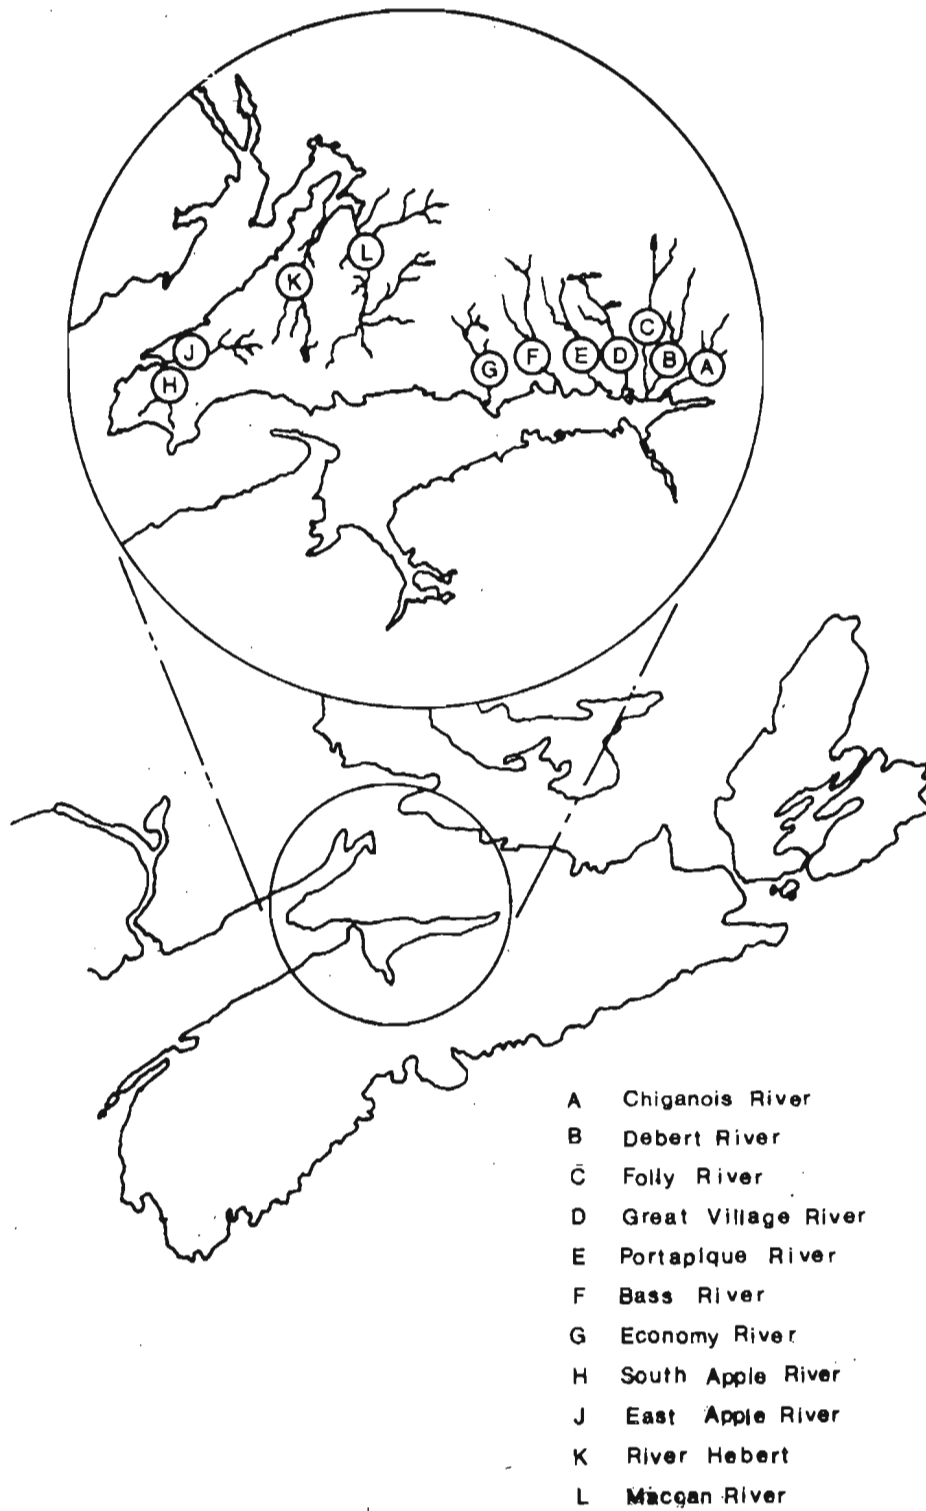 L
K
J
H
G
F
E
D
C
B
A
A Chiganois River
B Debert River
C Folly River
D Great Village River
E Portapique River
F Bass River
G Economy River
H South Apple River
J East Apple River
K River Hebert
L Maccan River